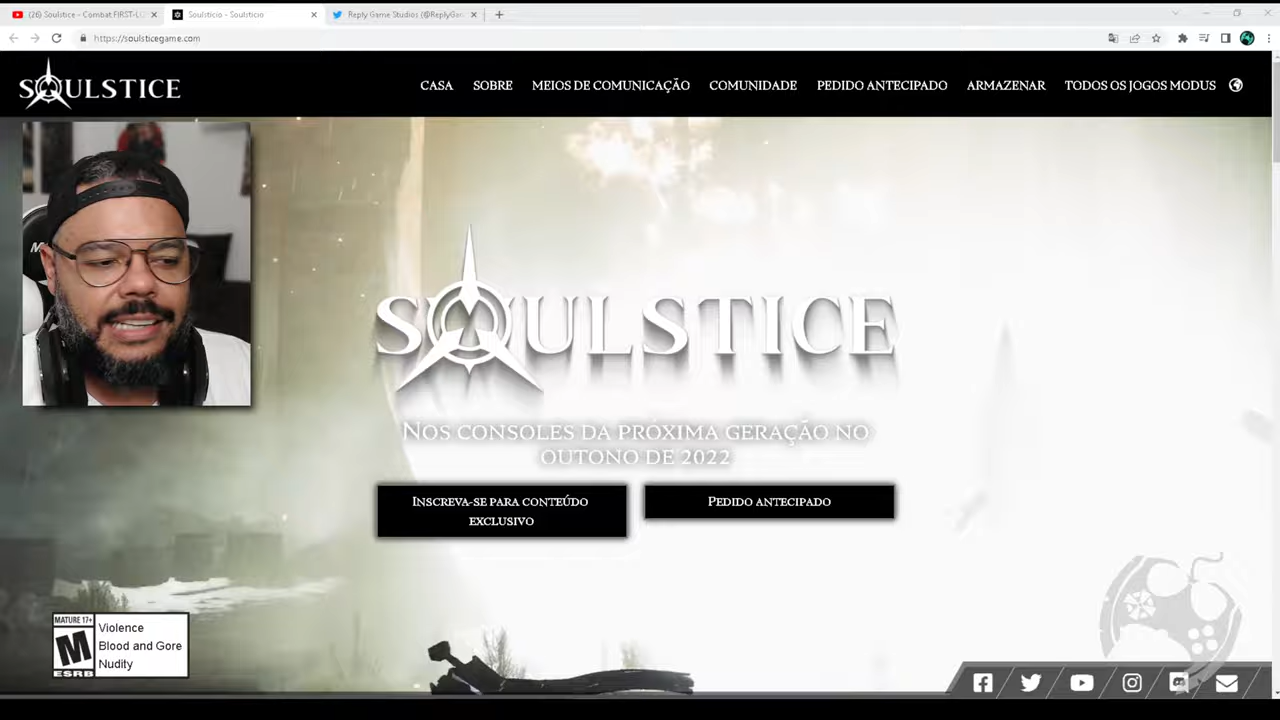 (26) Soulstice - Combat FIRST-LO
Soulstício - Soulstício
Reply Game Studios (@ReplyGam
https://soulsticegame.com
SOULSTICE
CASA SOBRE MEIOS DE COMUNICAÇÃO COMUNIDADE PEDIDO ANTECIPADO ARMAZENAR TODOS OS JOGOS MODUS
SOULSTICE
NOS CONSOLES DA PRÓXIMA GERAÇÃO NO
OUTONO DE 2022
INSCREVA-SE PARA CONTEÚDO
EXCLUSIVO
PEDIDO ANTECIPADO
MATURE 17+
M
ESRB
Violence
Blood and Gore
Nudity